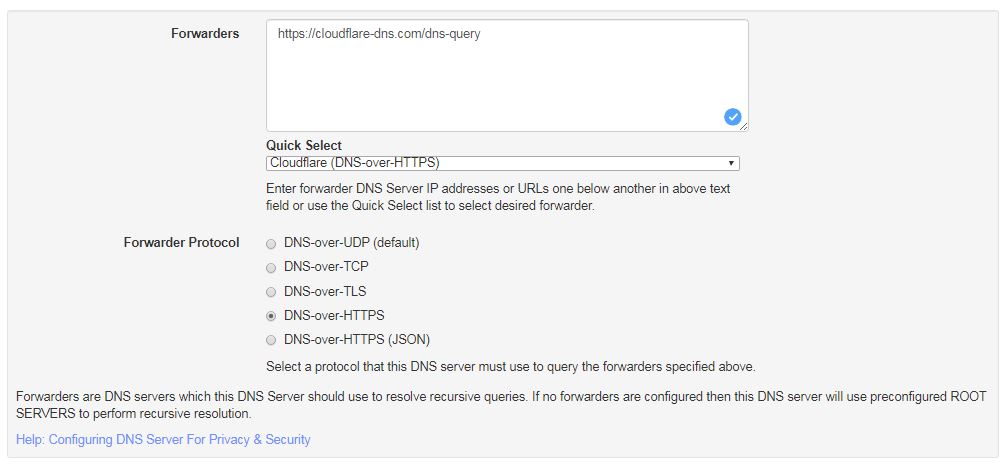 Forwarders
https://cloudflare-dns.com/dns-query
Quick Select
Cloudflare (DNS-over-HTTPS)
Enter forwarder DNS Server IP addresses or URLs one below another in above text
field or use the Quick Select list to select desired forwarder.
Forwarder Protocol
DNS-over-UDP (default)
DNS-over-TCP
DNS-over-TLS
DNS-over-HTTPS
DNS-over-HTTPS (JSON)
Select a protocol that this DNS server must use to query the forwarders specified above.
Forwarders are DNS servers which this DNS Server should use to resolve recursive queries. If no forwarders are configured then this DNS server will use preconfigured ROOT
SERVERS to perform recursive resolution.
Help: Configuring DNS Server For Privacy & Security